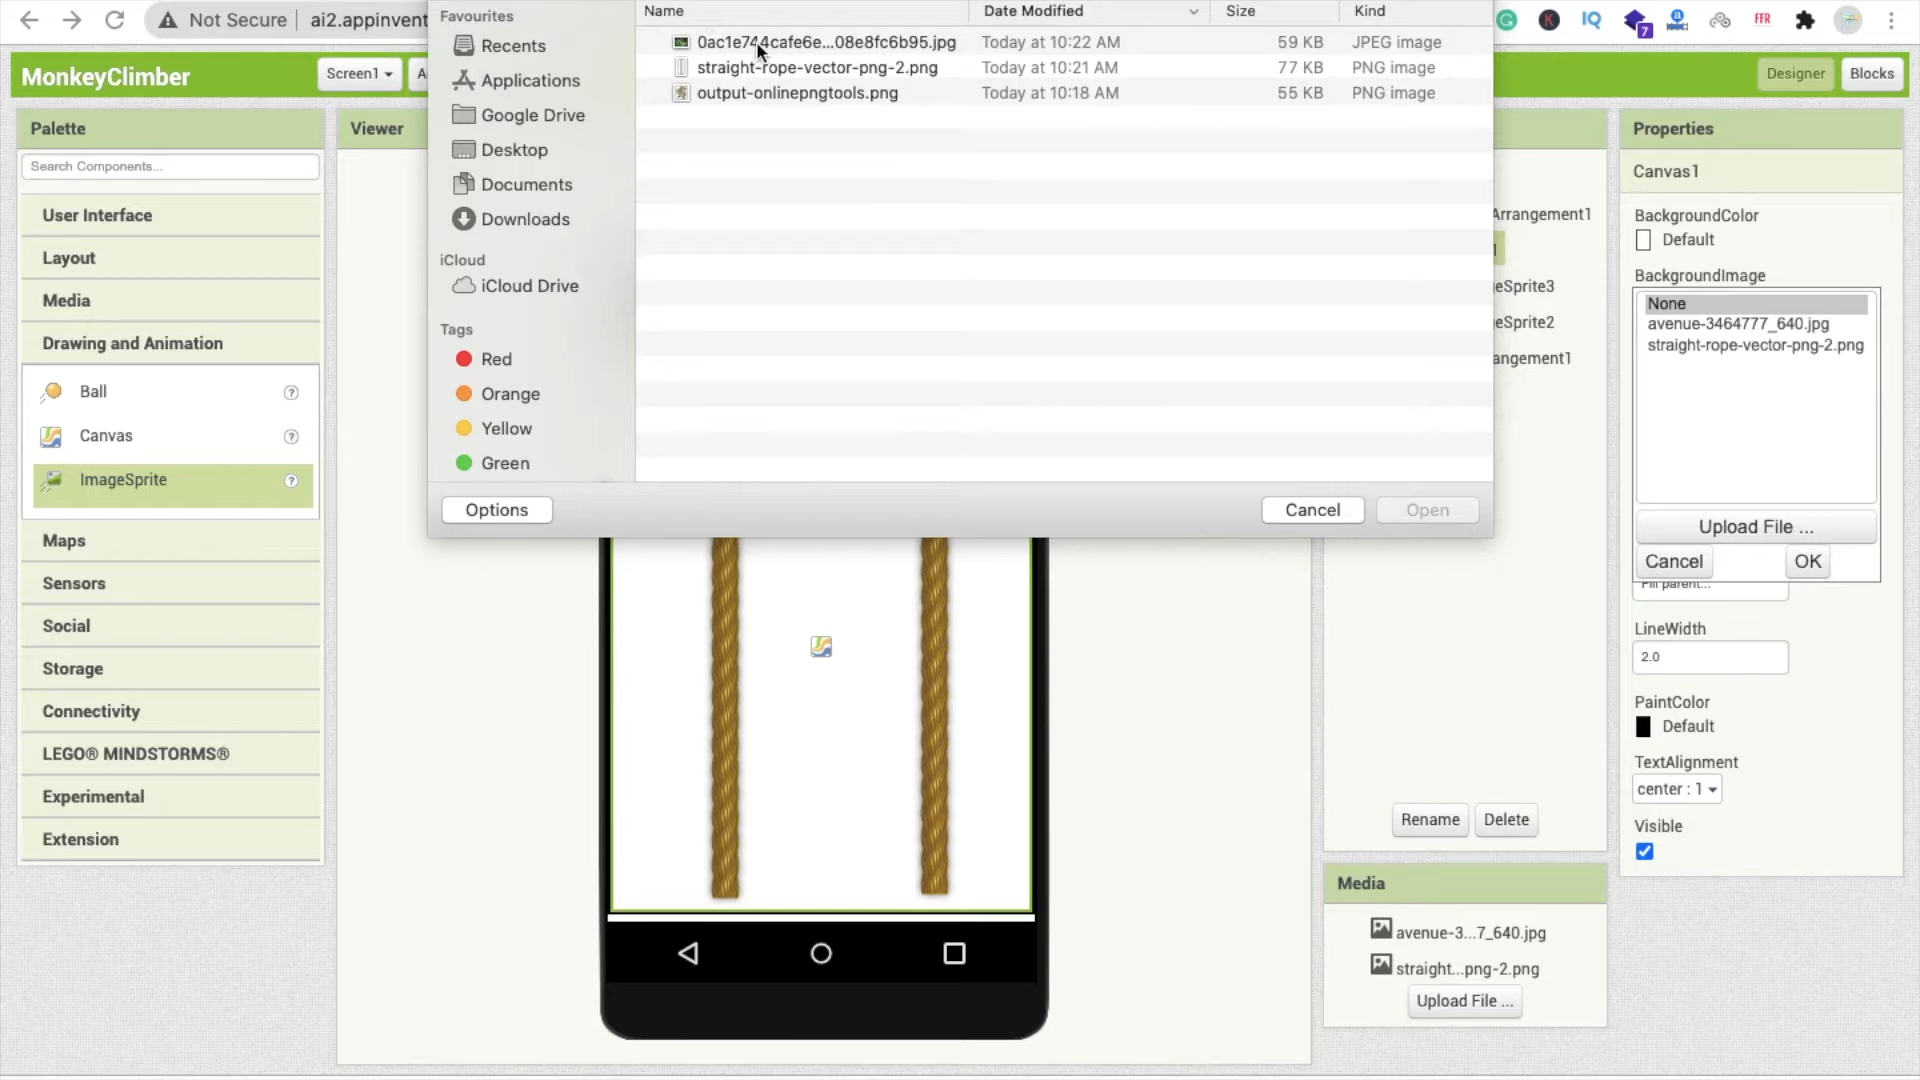 Not Secure
ai2.appinvent
7
FFR
MonkeyClimber
Screen1
Designer
Blocks
Palette
Search Components...
User Interface
Layout
Media
Drawing and Animation
Ball
?
Canvas
?
ImageSprite
?
Maps
Sensors
Social
Storage
Connectivity
LEGO® MINDSTORMS®
Experimental
Extension
Viewer
Favourites
Recents
Applications
Google Drive
Desktop
Documents
Downloads
iCloud
iCloud Drive
Tags
Red
Orange
Yellow
Green
Name Date Modified Size Kind
0ac1e744cafe6e...08e8fc6b95.jpg Today at 10:22 AM 59 KB JPEG image
straight-rope-vector-png-2.png Today at 10:21 AM 77 KB PNG image
output-onlinepngtools.png Today at 10:18 AM 55 KB PNG image
Options
Cancel
Open
Arrangement1
eSprite3
eSprite2
angement1
Rename
Delete
Media
avenue-3...7_640.jpg
straight...png-2.png
Upload File ...
Properties
Canvas1
BackgroundColor
Default
BackgroundImage
None
avenue-3464777_640.jpg
straight-rope-vector-png-2.png
Upload File ...
Cancel
OK
Fill parent...
LineWidth
2.0
PaintColor
Default
TextAlignment
center : 1
Visible